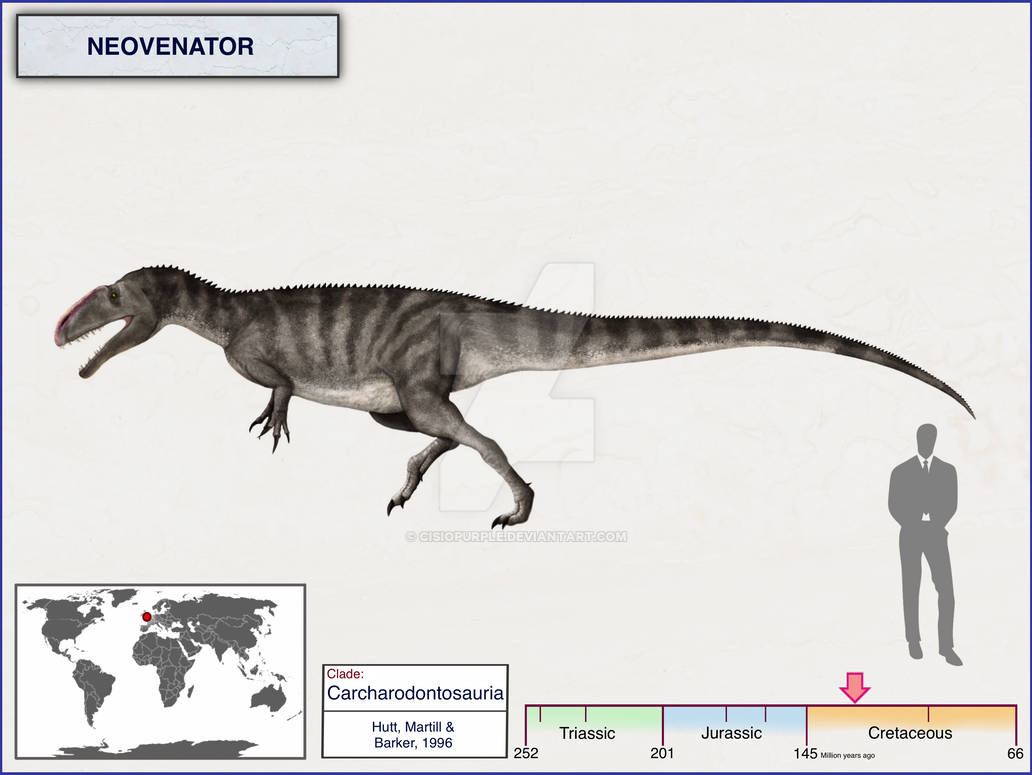 NEOVENATOR
© CISIOPURPLE.DEVIANTART.COM
Clade:
Carcharodontosauria
Hutt, Martill &
Barker, 1996
Triassic
Jurassic
Cretaceous
252
201
145 Million years ago
66